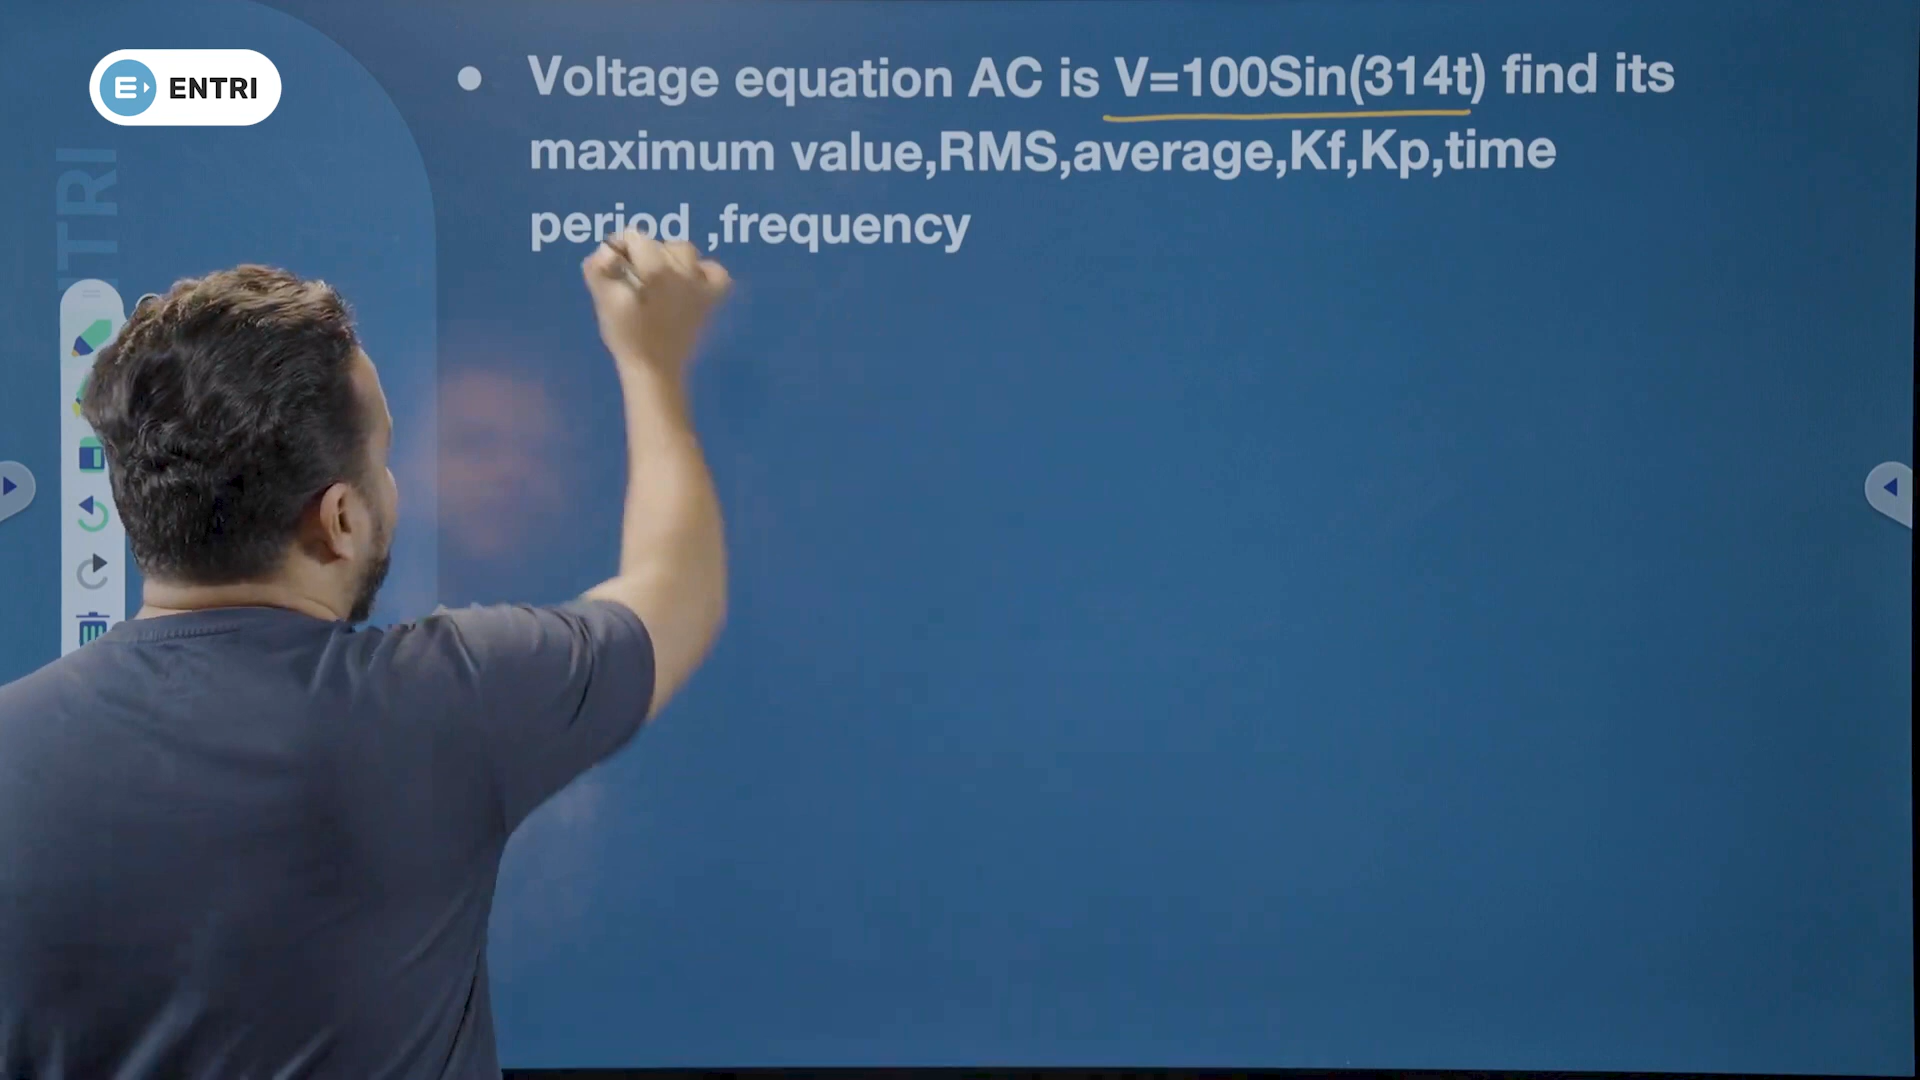 ENTRI
Voltage equation AC is V=100Sin(314t) find its
maximum value,RMS,average,Kf,Kp,time
period ,frequency